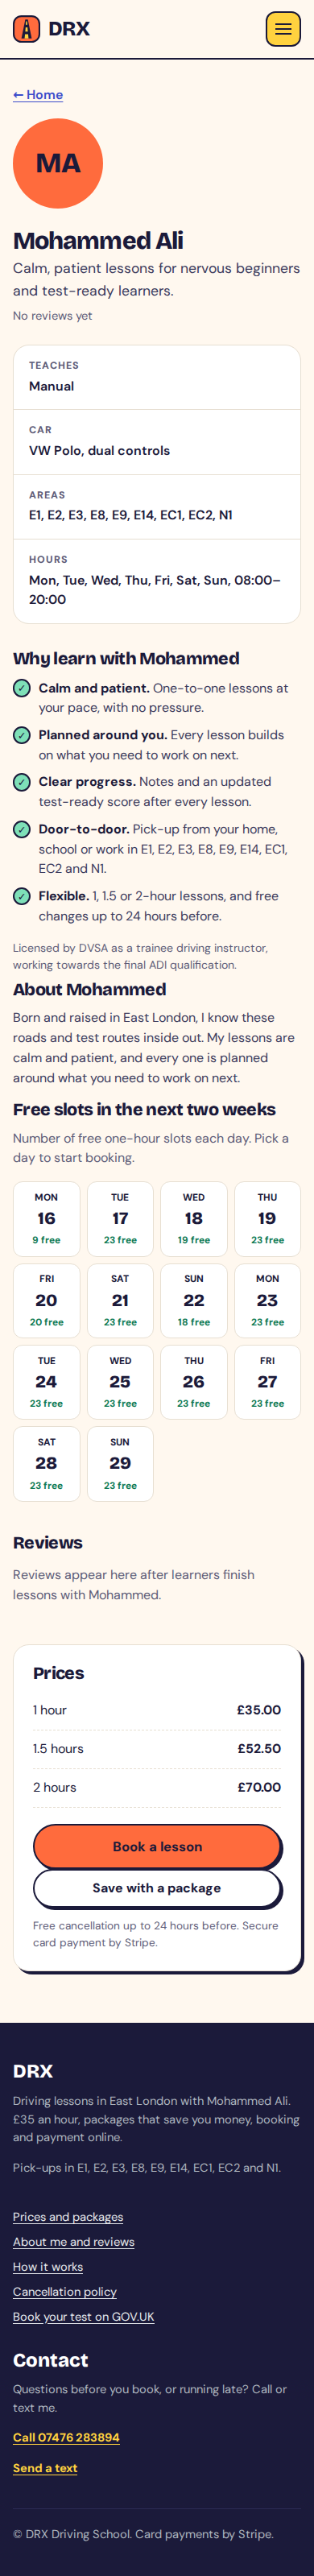 DRX
← Home
MA
Mohammed Ali
Calm, patient lessons for nervous beginners
and test-ready learners.
No reviews yet
TEACHES
Manual
CAR
VW Polo, dual controls
AREAS
E1, E2, E3, E8, E9, E14, EC1, EC2, N1
HOURS
Mon, Tue, Wed, Thu, Fri, Sat, Sun, 08:00–
20:00
Why learn with Mohammed
✓ Calm and patient. One-to-one lessons at
your pace, with no pressure.
✓ Planned around you. Every lesson builds
on what you need to work on next.
✓ Clear progress. Notes and an updated
test-ready score after every lesson.
✓ Door-to-door. Pick-up from your home,
school or work in E1, E2, E3, E8, E9, E14, EC1,
EC2 and N1.
✓ Flexible. 1, 1.5 or 2-hour lessons, and free
changes up to 24 hours before.
Licensed by DVSA as a trainee driving instructor,
working towards the final ADI qualification.
About Mohammed
Born and raised in East London, I know these
roads and test routes inside out. My lessons are
calm and patient, and every one is planned
around what you need to work on next.
Free slots in the next two weeks
Number of free one-hour slots each day. Pick a
day to start booking.
MON TUE WED THU
16 17 18 19
9 free 23 free 19 free 23 free
FRI SAT SUN MON
20 21 22 23
20 free 23 free 18 free 23 free
TUE WED THU FRI
24 25 26 27
23 free 23 free 23 free 23 free
SAT SUN
28 29
23 free 23 free
Reviews
Reviews appear here after learners finish
lessons with Mohammed.
Prices
1 hour £35.00
1.5 hours £52.50
2 hours £70.00
Book a lesson
Save with a package
Free cancellation up to 24 hours before. Secure
card payment by Stripe.
DRX
Driving lessons in East London with Mohammed Ali.
£35 an hour, packages that save you money, booking
and payment online.
Pick-ups in E1, E2, E3, E8, E9, E14, EC1, EC2 and N1.
Prices and packages
About me and reviews
How it works
Cancellation policy
Book your test on GOV.UK
Contact
Questions before you book, or running late? Call or
text me.
Call 07476 283894
Send a text
© DRX Driving School. Card payments by Stripe.